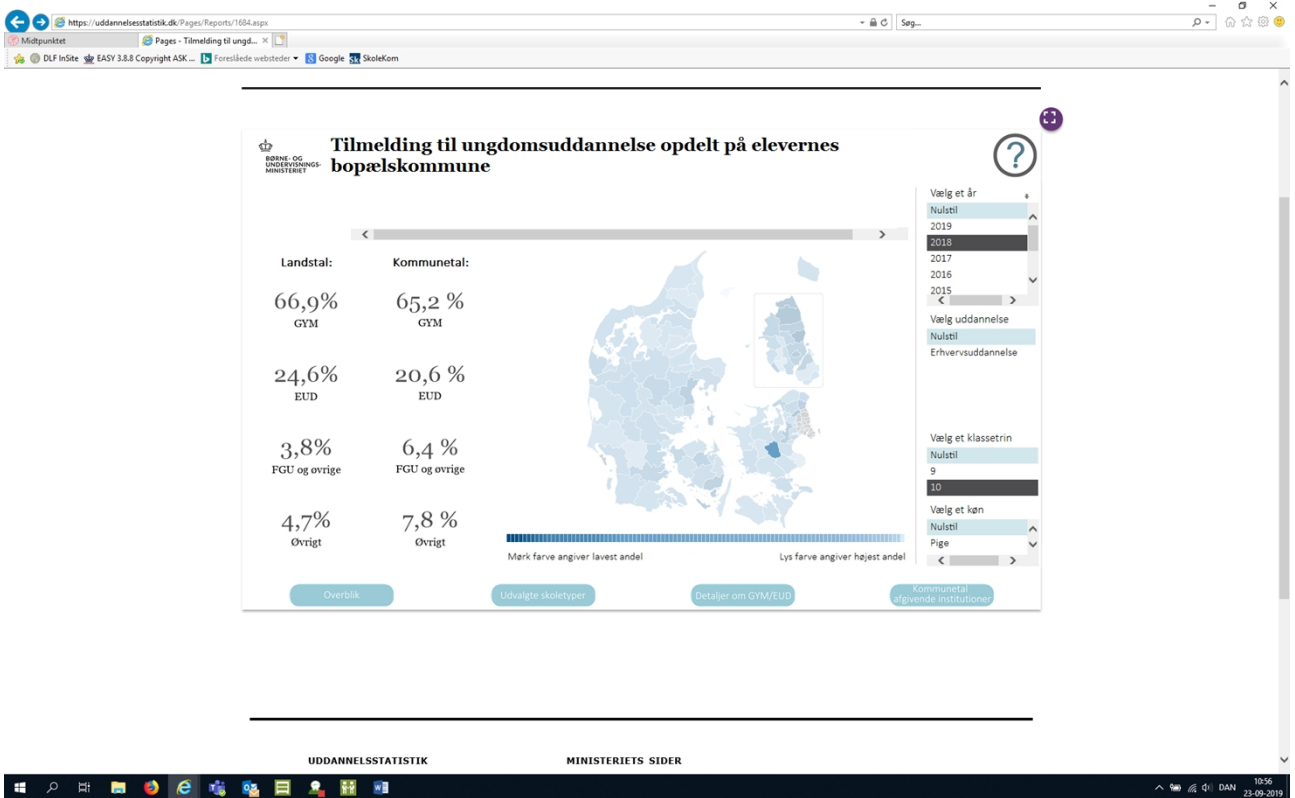 https://uddannelsesstatistik.dk/Pages/Reports/1684.aspx
Søg...
Midtpunktet
Pages - Tilmelding til ungd...
DLF InSite
EASY 3.8.8 Copyright ASK ...
Foreslåede websteder
Google
SkoleKom
BØRNE- OG
UNDERVISNINGS-
MINISTERIET
Tilmelding til ungdomsuddannelse opdelt på elevernes
bopælskommune
?
Landstal:
Kommunetal:
66,9%
GYM
65,2 %
GYM
24,6%
EUD
20,6 %
EUD
3,8%
FGU og øvrige
6,4 %
FGU og øvrige
4,7%
Øvrigt
7,8 %
Øvrigt
Mørk farve angiver lavest andel
Lys farve angiver højest andel
Vælg et år
Nulstil
2019
2018
2017
2016
2015
Vælg uddannelse
Nulstil
Erhvervsuddannelse
Vælg et klassetrin
Nulstil
9
10
Vælg et køn
Nulstil
Pige
Overblik
Udvalgte skoletyper
Detaljer om GYM/EUD
Kommunetal
afgivende institutioner
UDDANNELSSTATISTIK
MINISTERIETS SIDER
DAN
10:56
23-09-2019